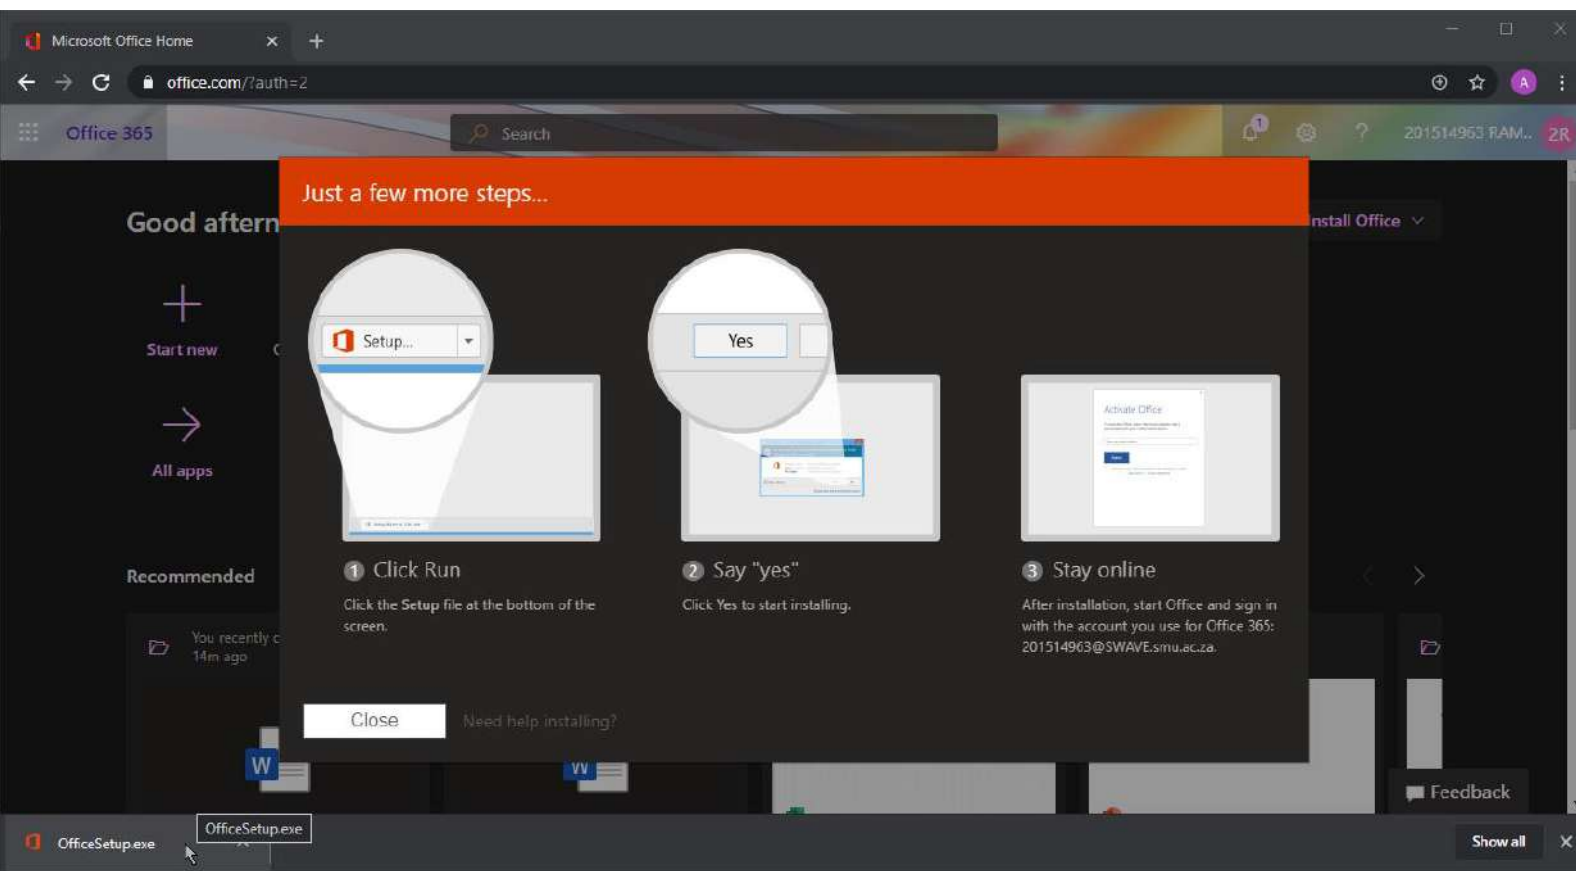 Microsoft Office Home
office.com/?auth=2
A
Office 365
Search
1
?
201514963 RAM..
2R
Just a few more steps...
Good aftern
nstall Office
Start new
All apps
Setup...
Yes
Activate Office
1 Click Run
Click the Setup file at the bottom of the
screen.
2 Say "yes"
Click Yes to start installing.
3 Stay online
After installation, start Office and sign in
with the account you use for Office 365:
201514963@SWAVE.smu.ac.za.
Recommended
You recently c
14m ago
Close
Need help installing?
W
W
Feedback
OfficeSetup.exe
OfficeSetup.exe
Show all